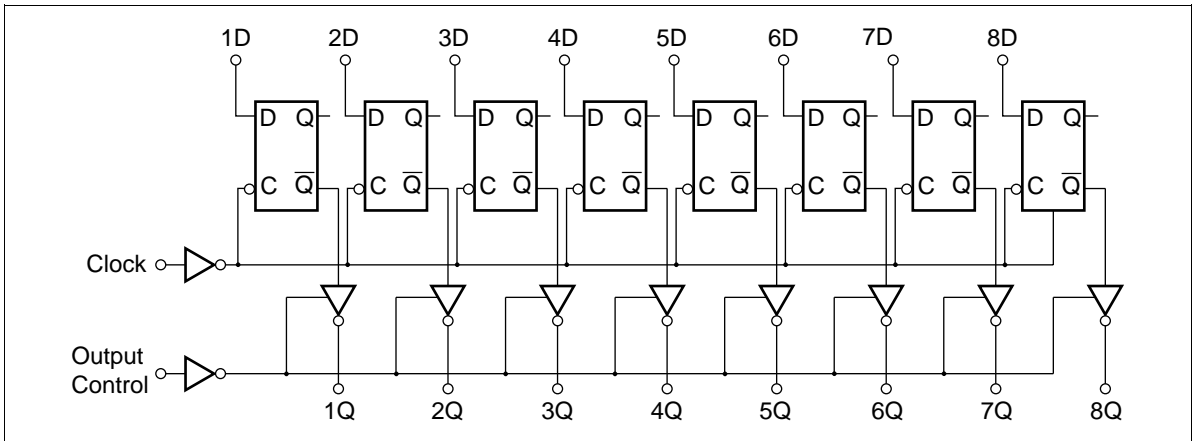 1D 2D 3D 4D 5D 6D 7D 8D
D Q D Q D Q D Q D Q D Q D Q D Q
C Q̅ C Q̅ C Q̅ C Q̅ C Q̅ C Q̅ C Q̅ C Q̅
Clock
Output
Control
1Q 2Q 3Q 4Q 5Q 6Q 7Q 8Q